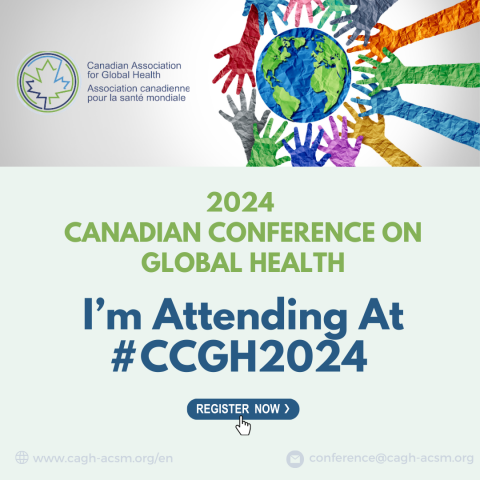 Canadian Association
for Global Health
Association canadienne
pour la santé mondiale
2024
CANADIAN CONFERENCE ON
GLOBAL HEALTH
I'm Attending At
#CCGH2024
REGISTER NOW ❯
www.cagh-acsm.org/en
conference@cagh-acsm.org